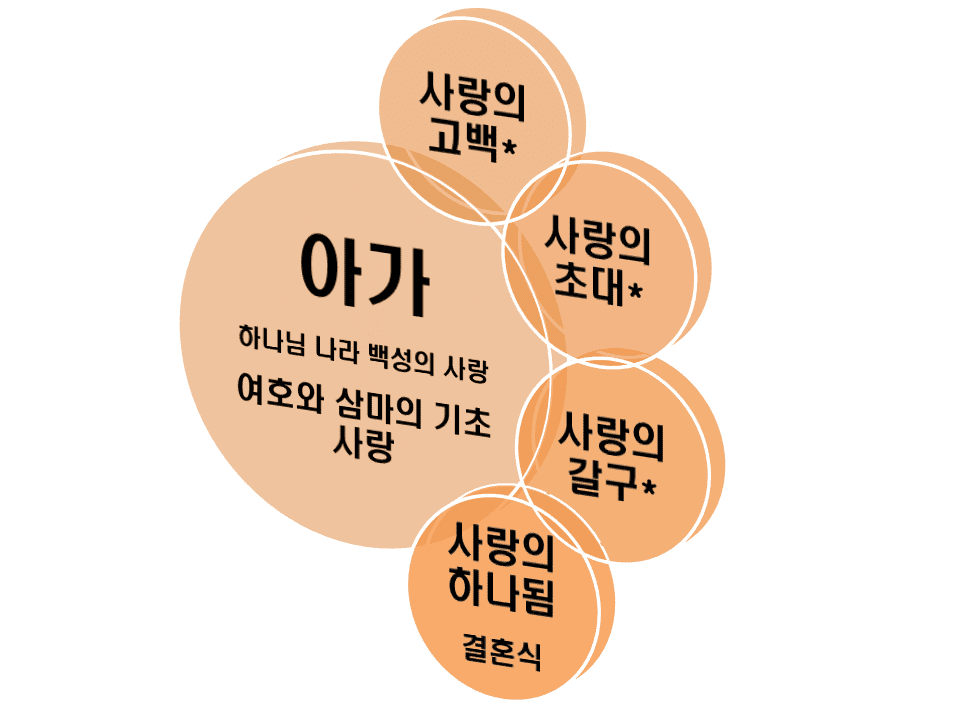 사랑의
고백*
사랑의
초대*
아가
하나님 나라 백성의 사랑
여호와 삼마의 기초
사랑
사랑의
갈구*
사랑의
하나됨
결혼식